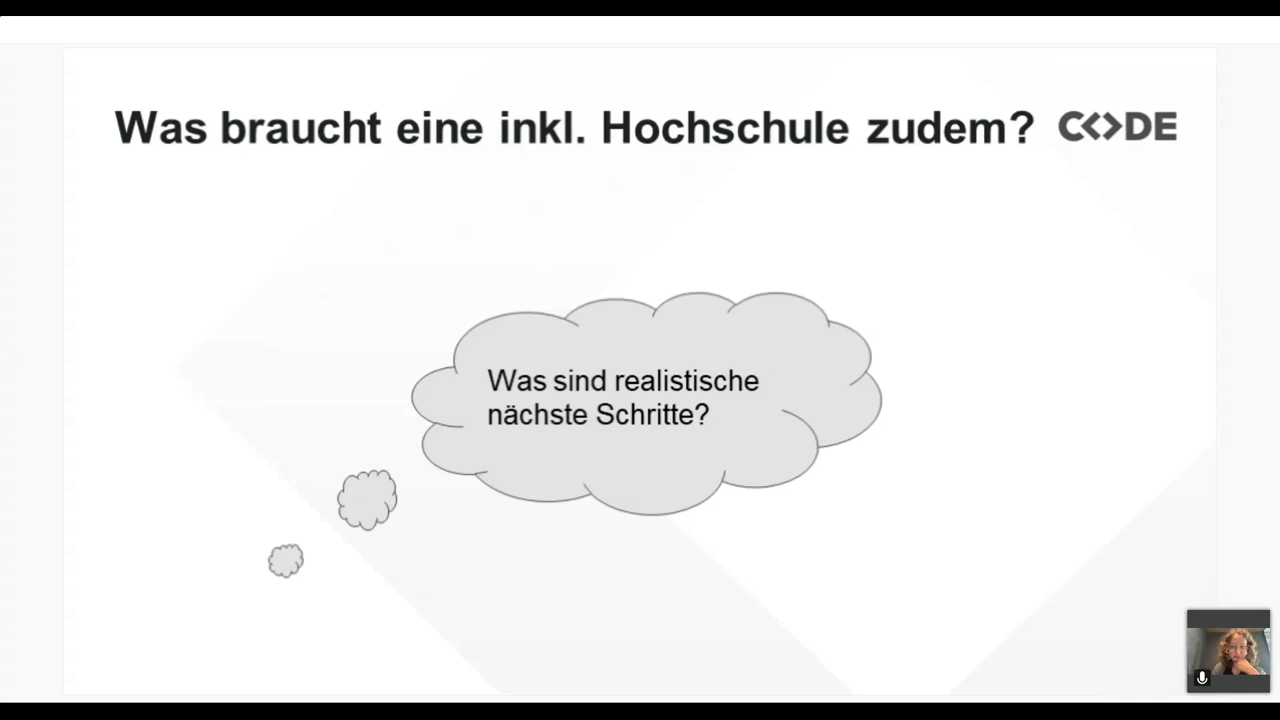 Was braucht eine inkl. Hochschule zudem?
C<>DE
Was sind realistische
nächste Schritte?